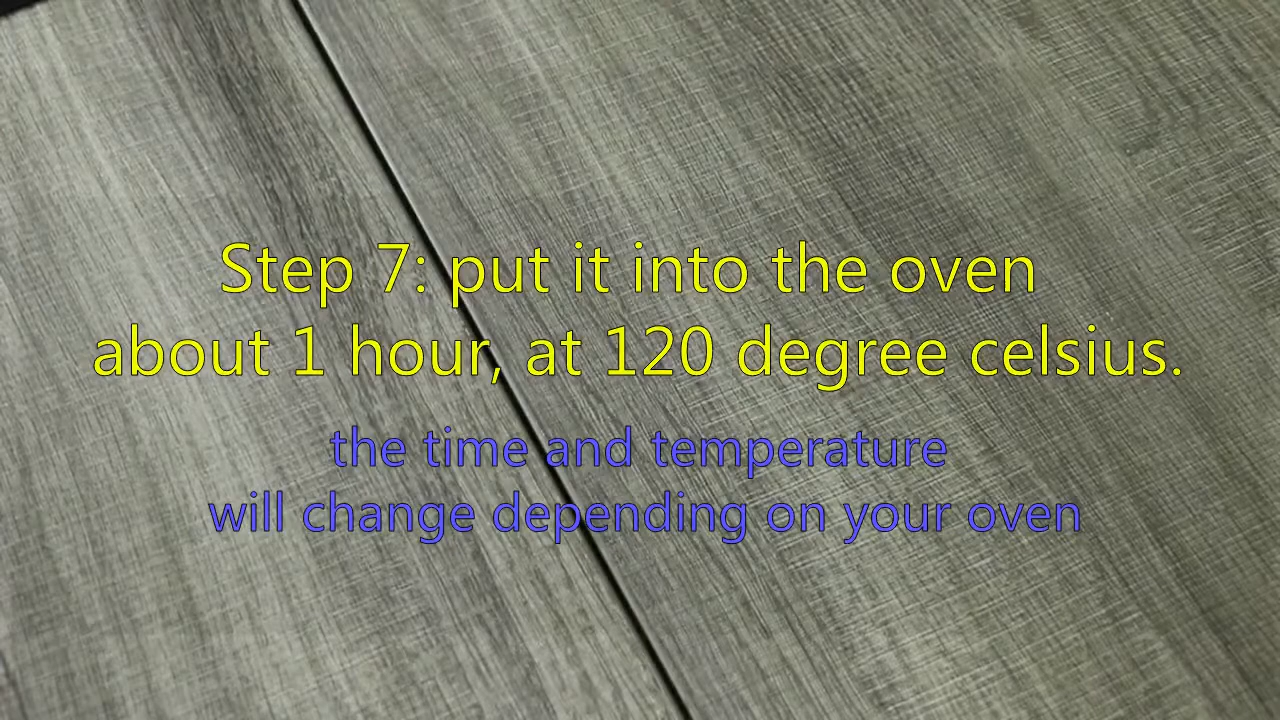 Step 7: put it into the oven
about 1 hour, at 120 degree celsius.
the time and temperature
will change depending on your oven